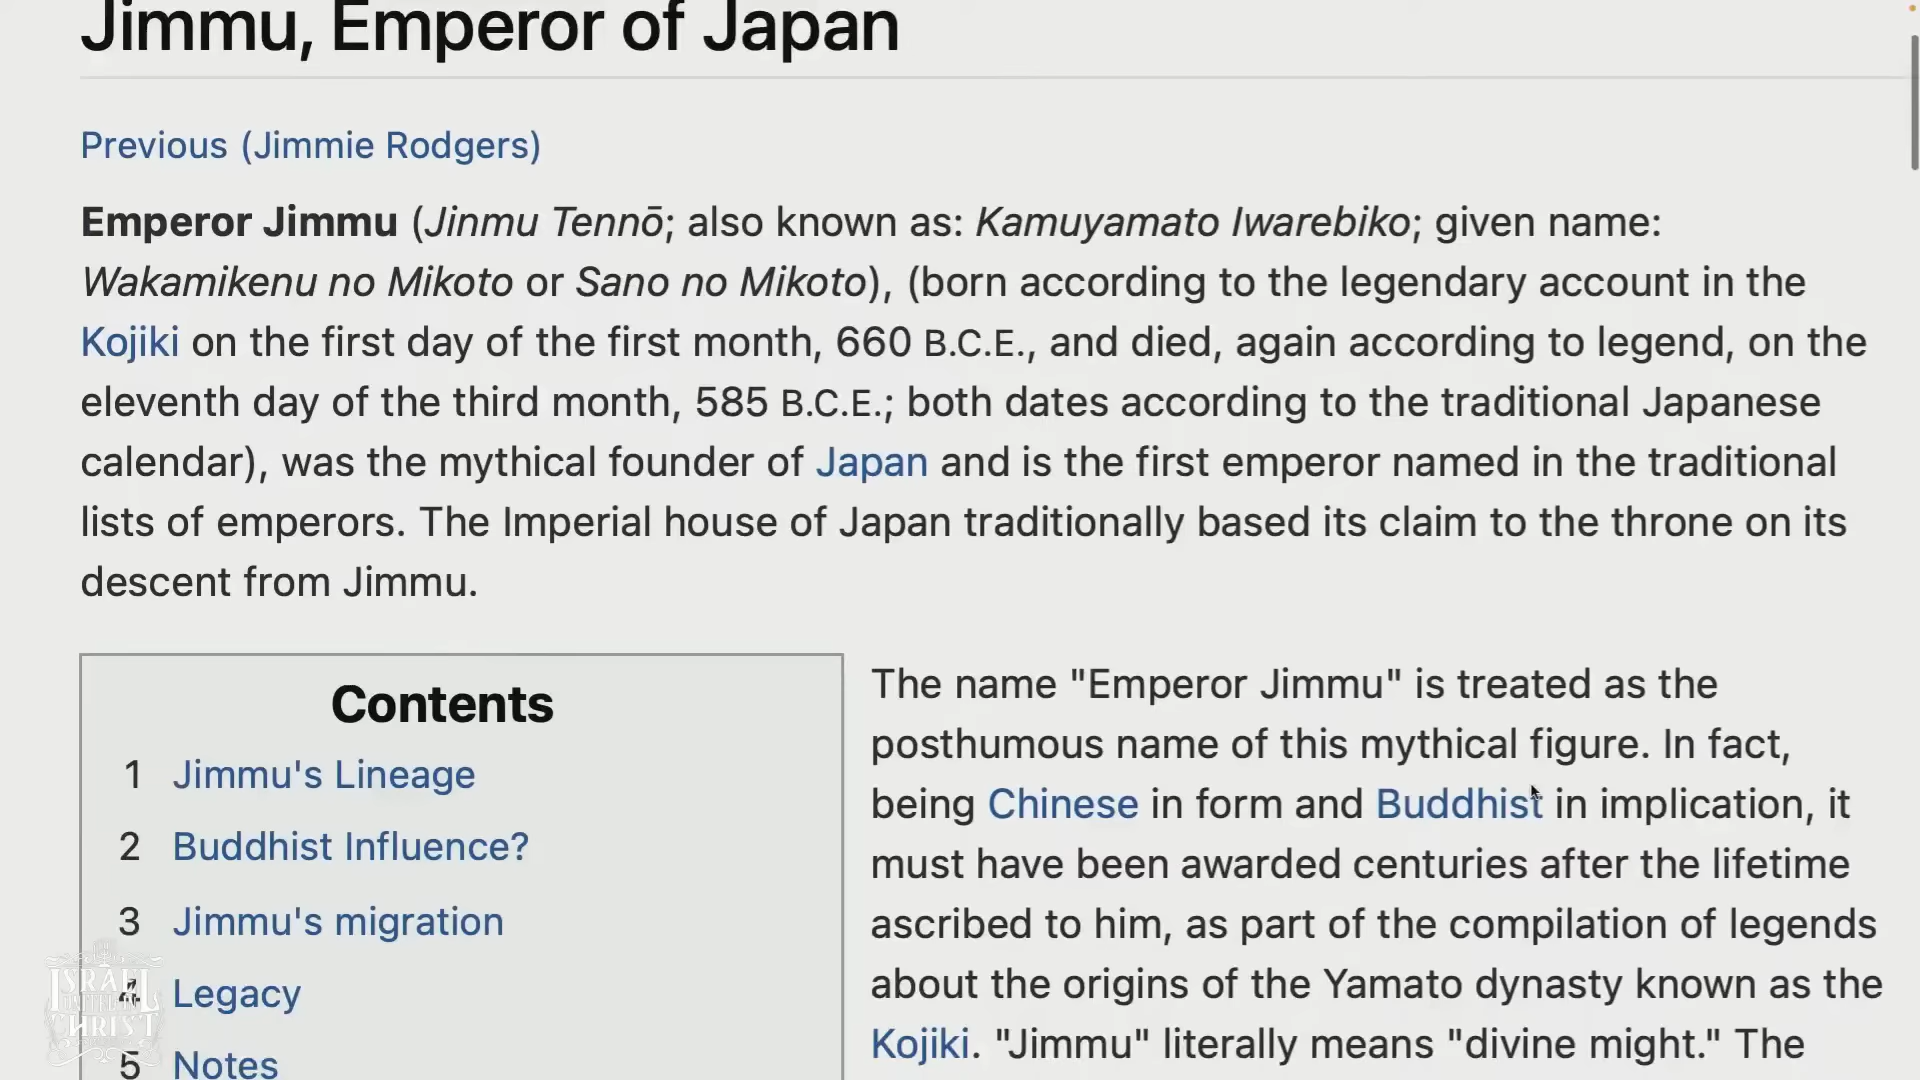 Jimmu, Emperor of Japan
Previous (Jimmie Rodgers)
Emperor Jimmu (Jinmu Tennō; also known as: Kamuyamato Iwarebiko; given name:
Wakamikenu no Mikoto or Sano no Mikoto), (born according to the legendary account in the
Kojiki on the first day of the first month, 660 B.C.E., and died, again according to legend, on the
eleventh day of the third month, 585 B.C.E.; both dates according to the traditional Japanese
calendar), was the mythical founder of Japan and is the first emperor named in the traditional
lists of emperors. The Imperial house of Japan traditionally based its claim to the throne on its
descent from Jimmu.
Contents
1 Jimmu's Lineage
2 Buddhist Influence?
3 Jimmu's migration
4 Legacy
5 Notes
The name "Emperor Jimmu" is treated as the
posthumous name of this mythical figure. In fact,
being Chinese in form and Buddhist in implication, it
must have been awarded centuries after the lifetime
ascribed to him, as part of the compilation of legends
about the origins of the Yamato dynasty known as the
Kojiki. "Jimmu" literally means "divine might." The
ISRAEL
UNITED IN
CHRIST